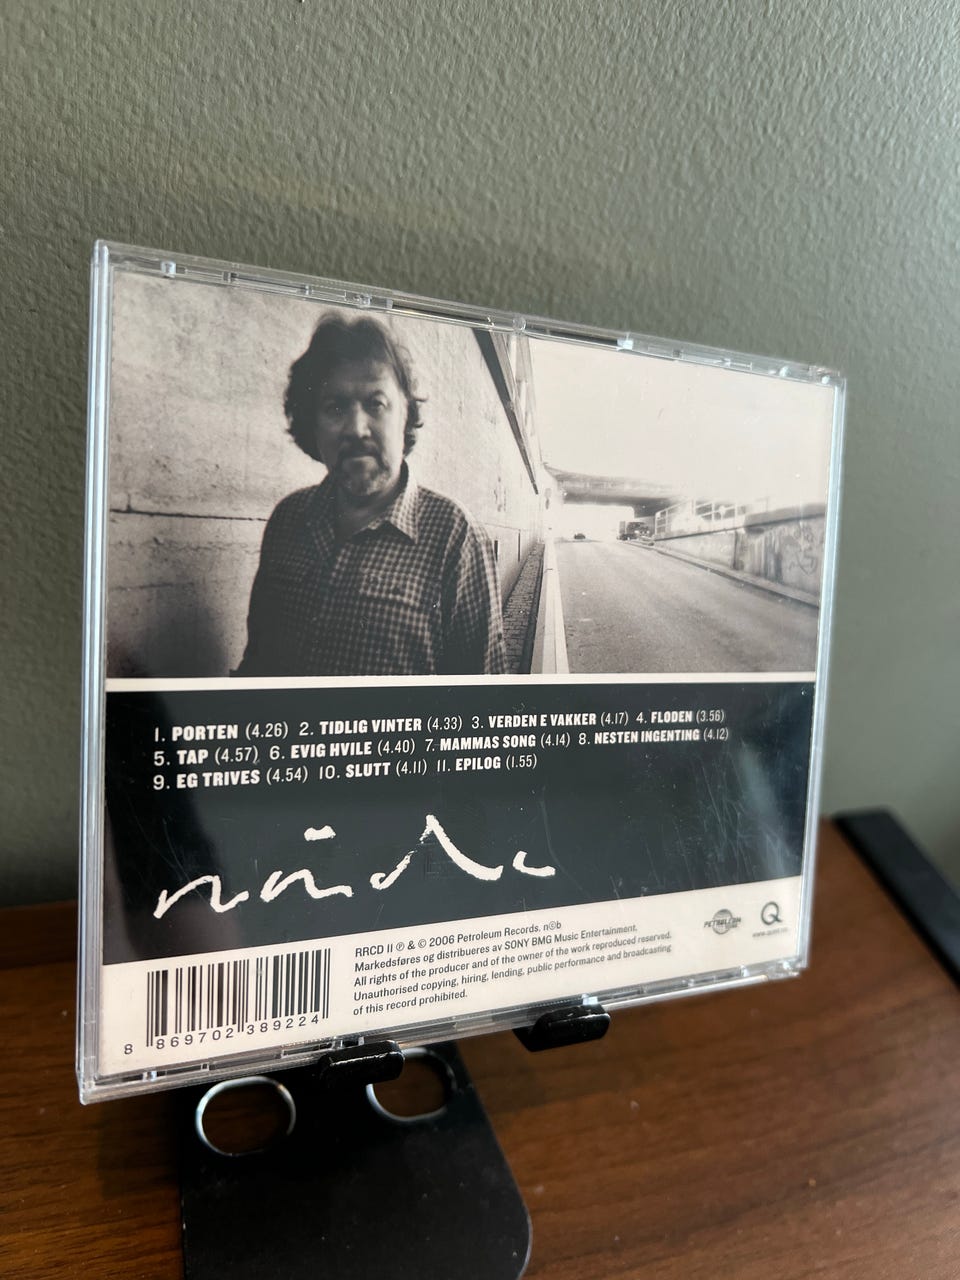 1. PORTEN (4.26) 2. TIDLIG VINTER (4.33) 3. VERDEN E VAKKER (4.17) 4. FLODEN (3.56)
5. TAP (4.57) 6. EVIG HVILE (4.40) 7. MAMMAS SONG (4.14) 8. NESTEN INGENTING (4.12)
9. EG TRIVES (4.54) 10. SLUTT (4.11) 11. EPILOG (1.55)
nåde
RRCD II ℗ & © 2006 Petroleum Records. n©b
Markedsføres og distribueres av SONY BMG Music Entertainment.
All rights of the producer and of the owner of the work reproduced reserved.
Unauthorised copying, hiring, lending, public performance and broadcasting
of this record prohibited.
PETROLEUM
Q
8 869702 389224